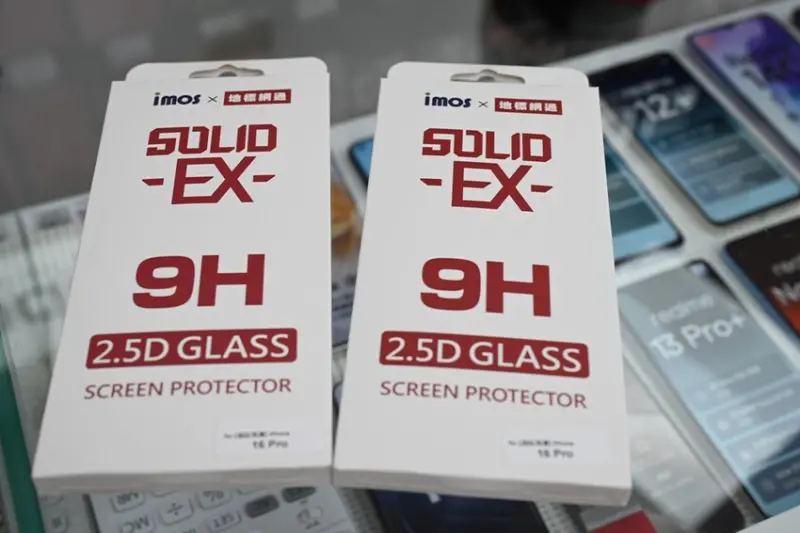 imos × 地標網通
SOLID
-EX-
9H
2.5D GLASS
SCREEN PROTECTOR
16 Pro
imos × 地標網通
SOLID
-EX-
9H
2.5D GLASS
SCREEN PROTECTOR
16 Pro
12+
realme
13 Pro+